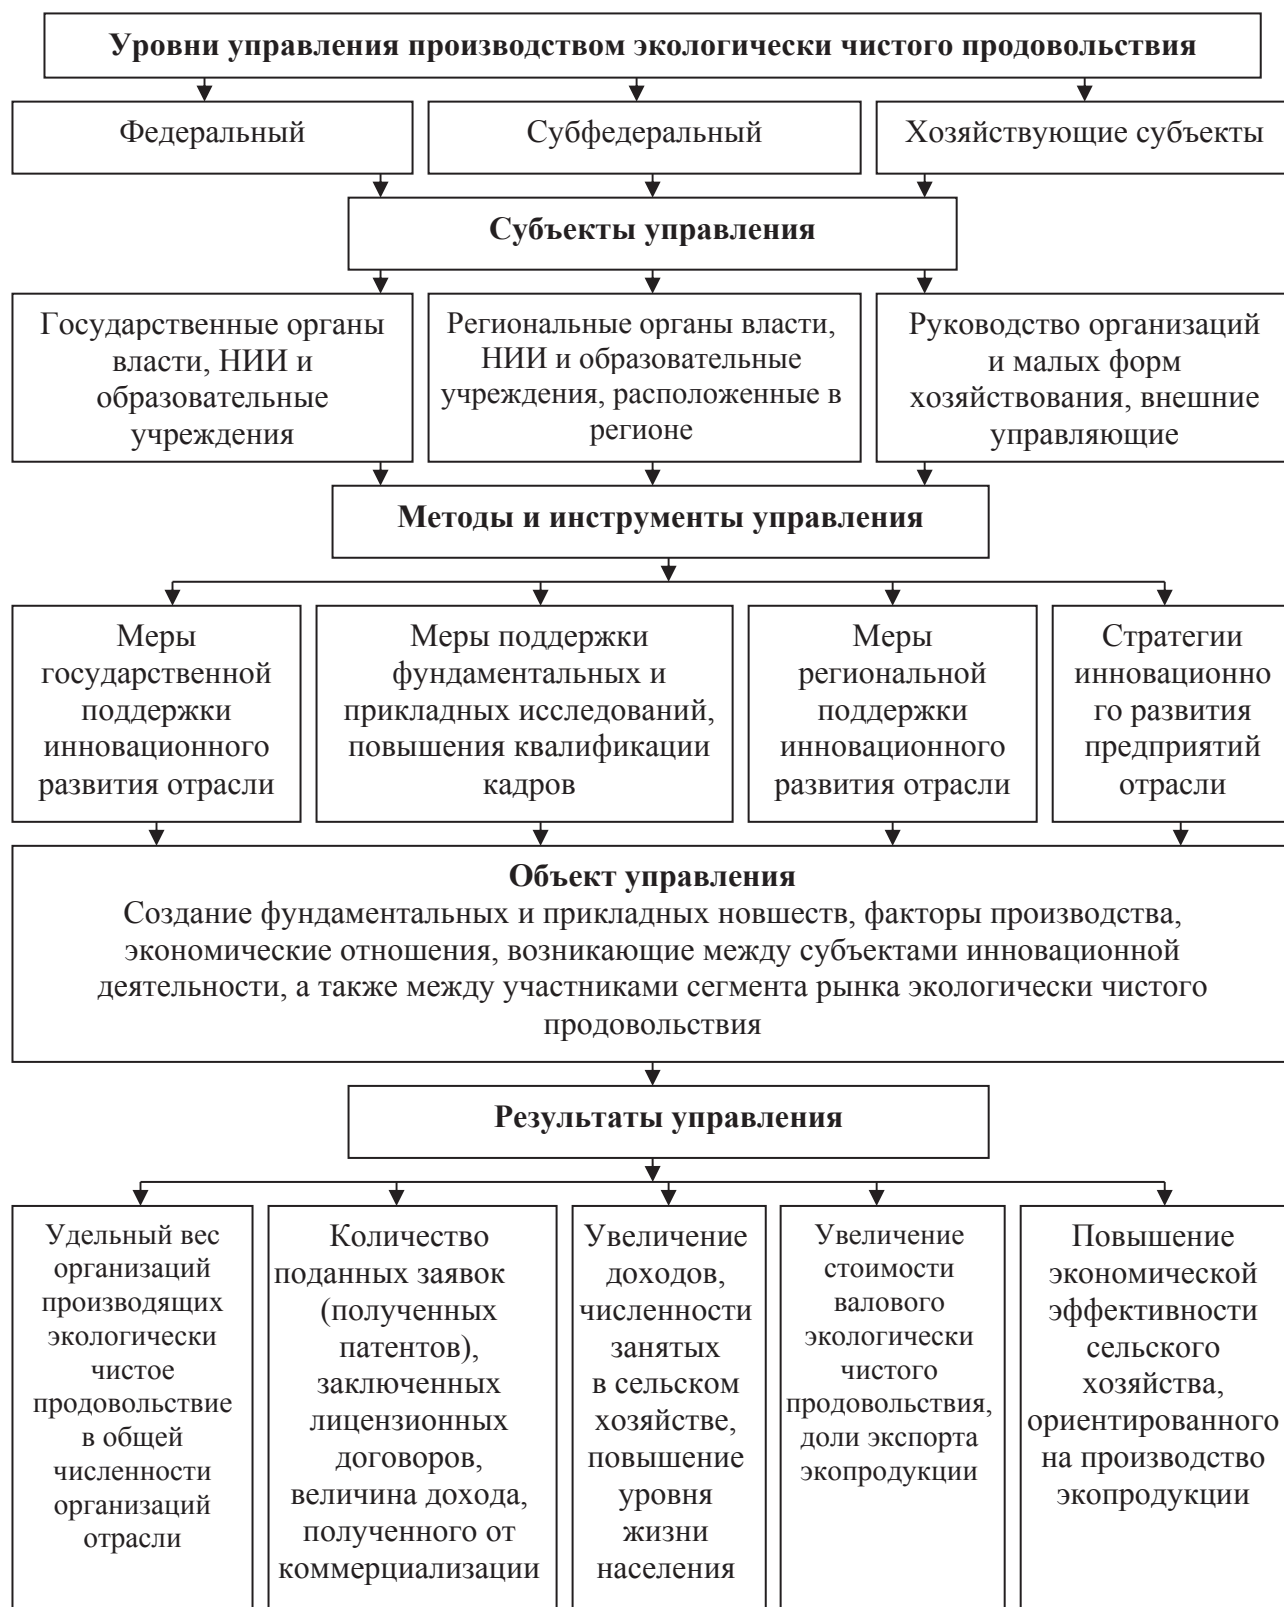 Уровни управления производством экологически чистого продовольствия
Федеральный
Субфедеральный
Хозяйствующие субъекты
Субъекты управления
Государственные органы
власти, НИИ и
образовательные
учреждения
Региональные органы власти,
НИИ и образовательные
учреждения, расположенные в
регионе
Руководство организаций
и малых форм
хозяйствования, внешние
управляющие
Методы и инструменты управления
Меры
государственной
поддержки
инновационного
развития отрасли
Меры поддержки
фундаментальных и
прикладных исследований,
повышения квалификации
кадров
Меры
региональной
поддержки
инновационного
развития отрасли
Стратегии
инновационно
го развития
предприятий
отрасли
Объект управления
Создание фундаментальных и прикладных новшеств, факторы производства,
экономические отношения, возникающие между субъектами инновационной
деятельности, а также между участниками сегмента рынка экологически чистого
продовольствия
Результаты управления
Удельный вес
организаций
производящих
экологически
чистое
продовольствие
в общей
численности
организаций
отрасли
Количество
поданных заявок
(полученных
патентов),
заключенных
лицензионных
договоров,
величина дохода,
полученного от
коммерциализации
Увеличение
доходов,
численности
занятых
в сельском
хозяйстве,
повышение
уровня
жизни
населения
Увеличение
стоимости
валового
экологически
чистого
продовольствия,
доли экспорта
экопродукции
Повышение
экономической
эффективности
сельского
хозяйства,
ориентированного
на производство
экопродукции